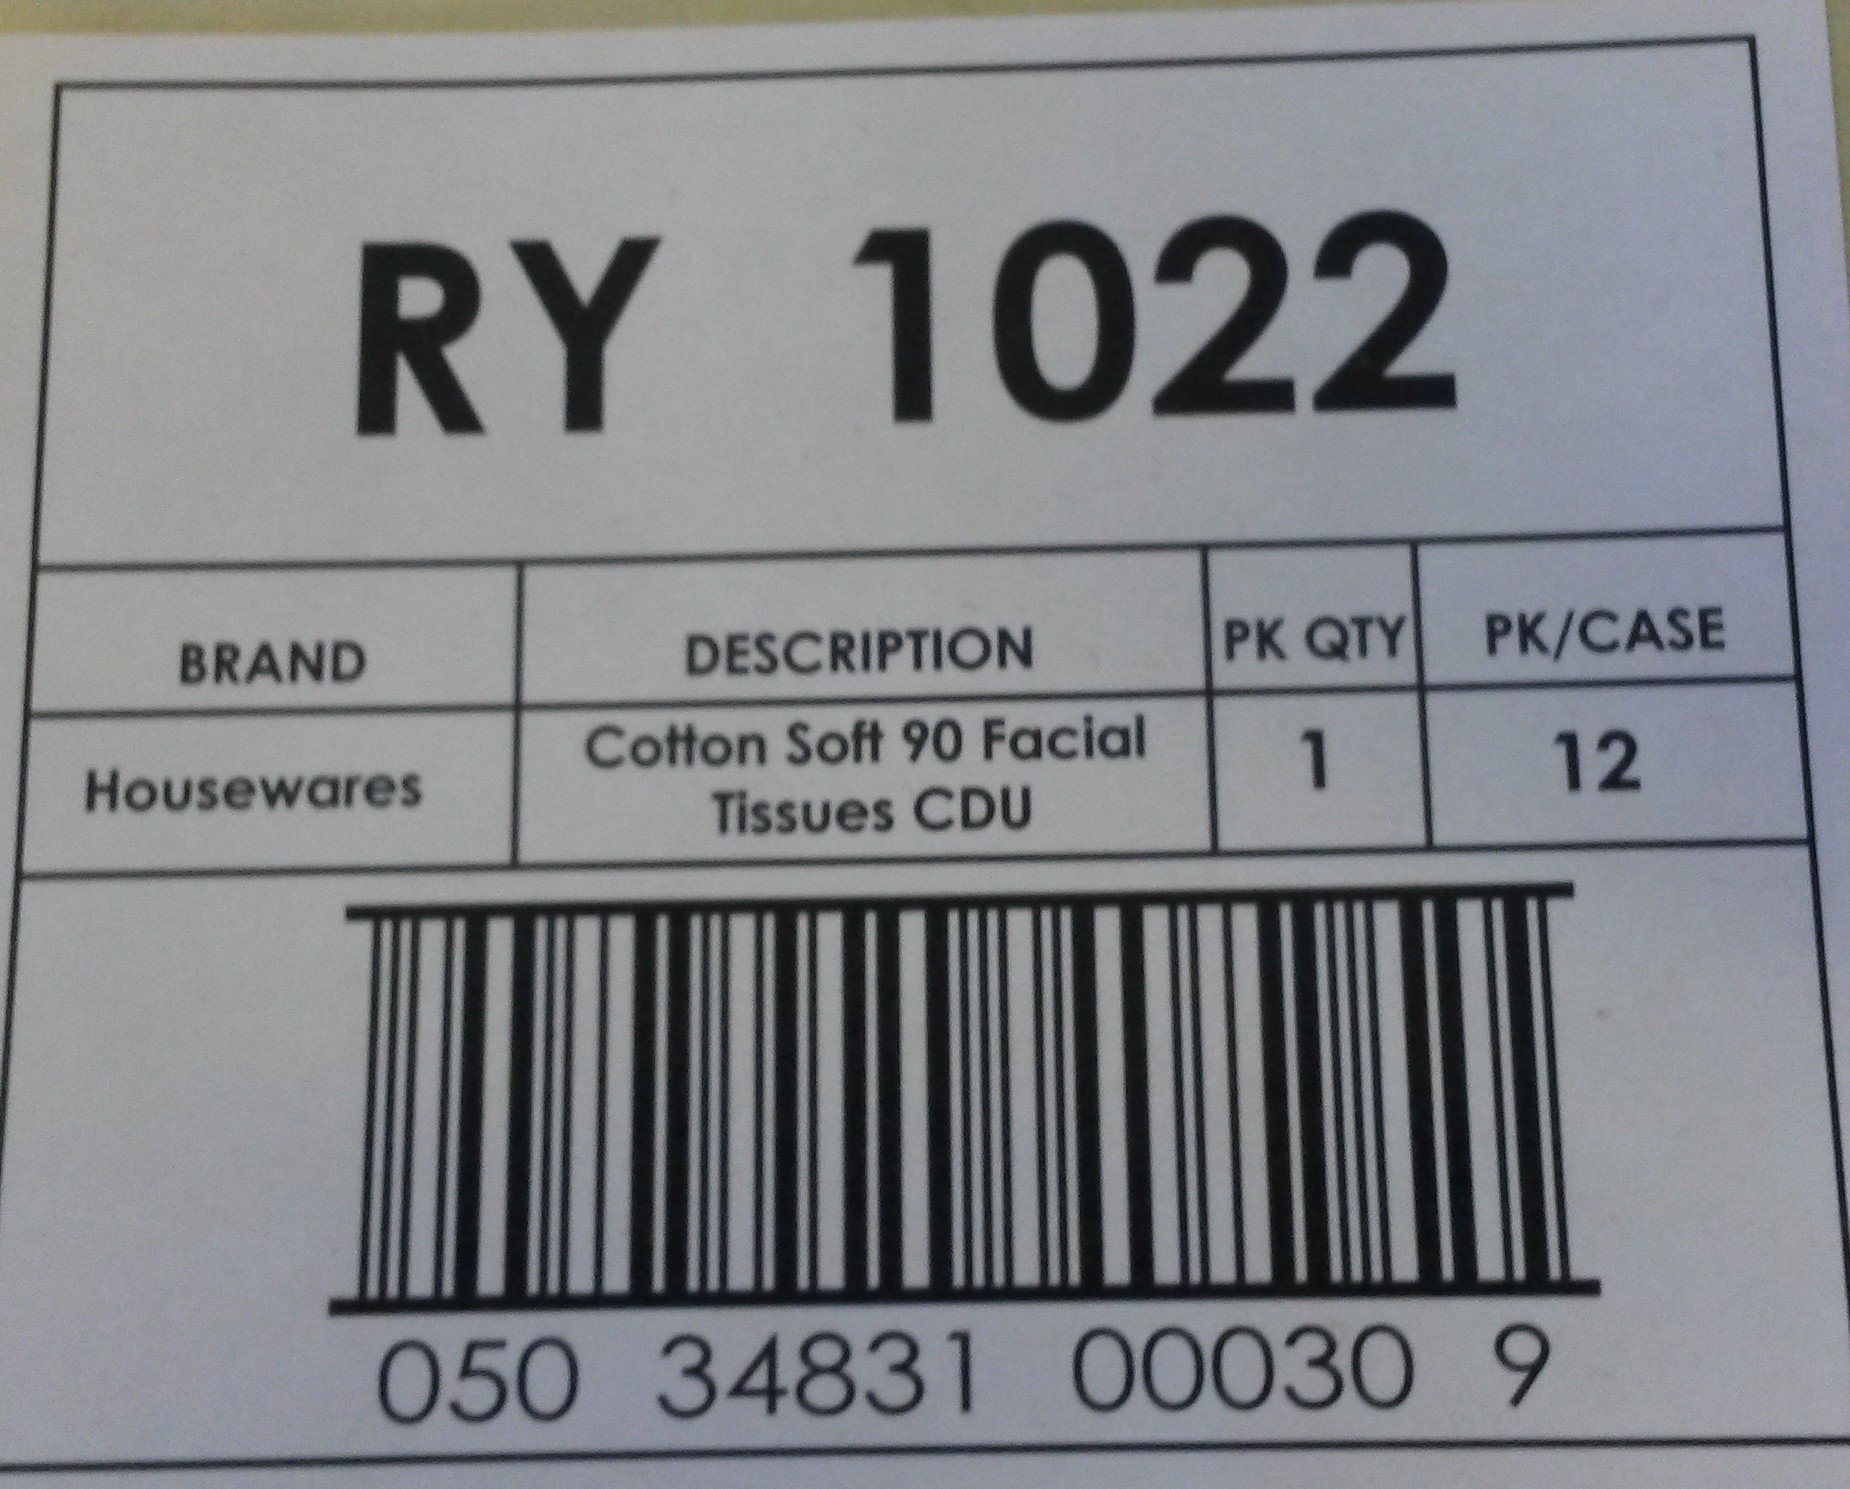 RY 1022
BRAND DESCRIPTION PK QTY PK/CASE
Housewares Cotton Soft 90 Facial 1 12
Tissues CDU
050 34831 00030 9